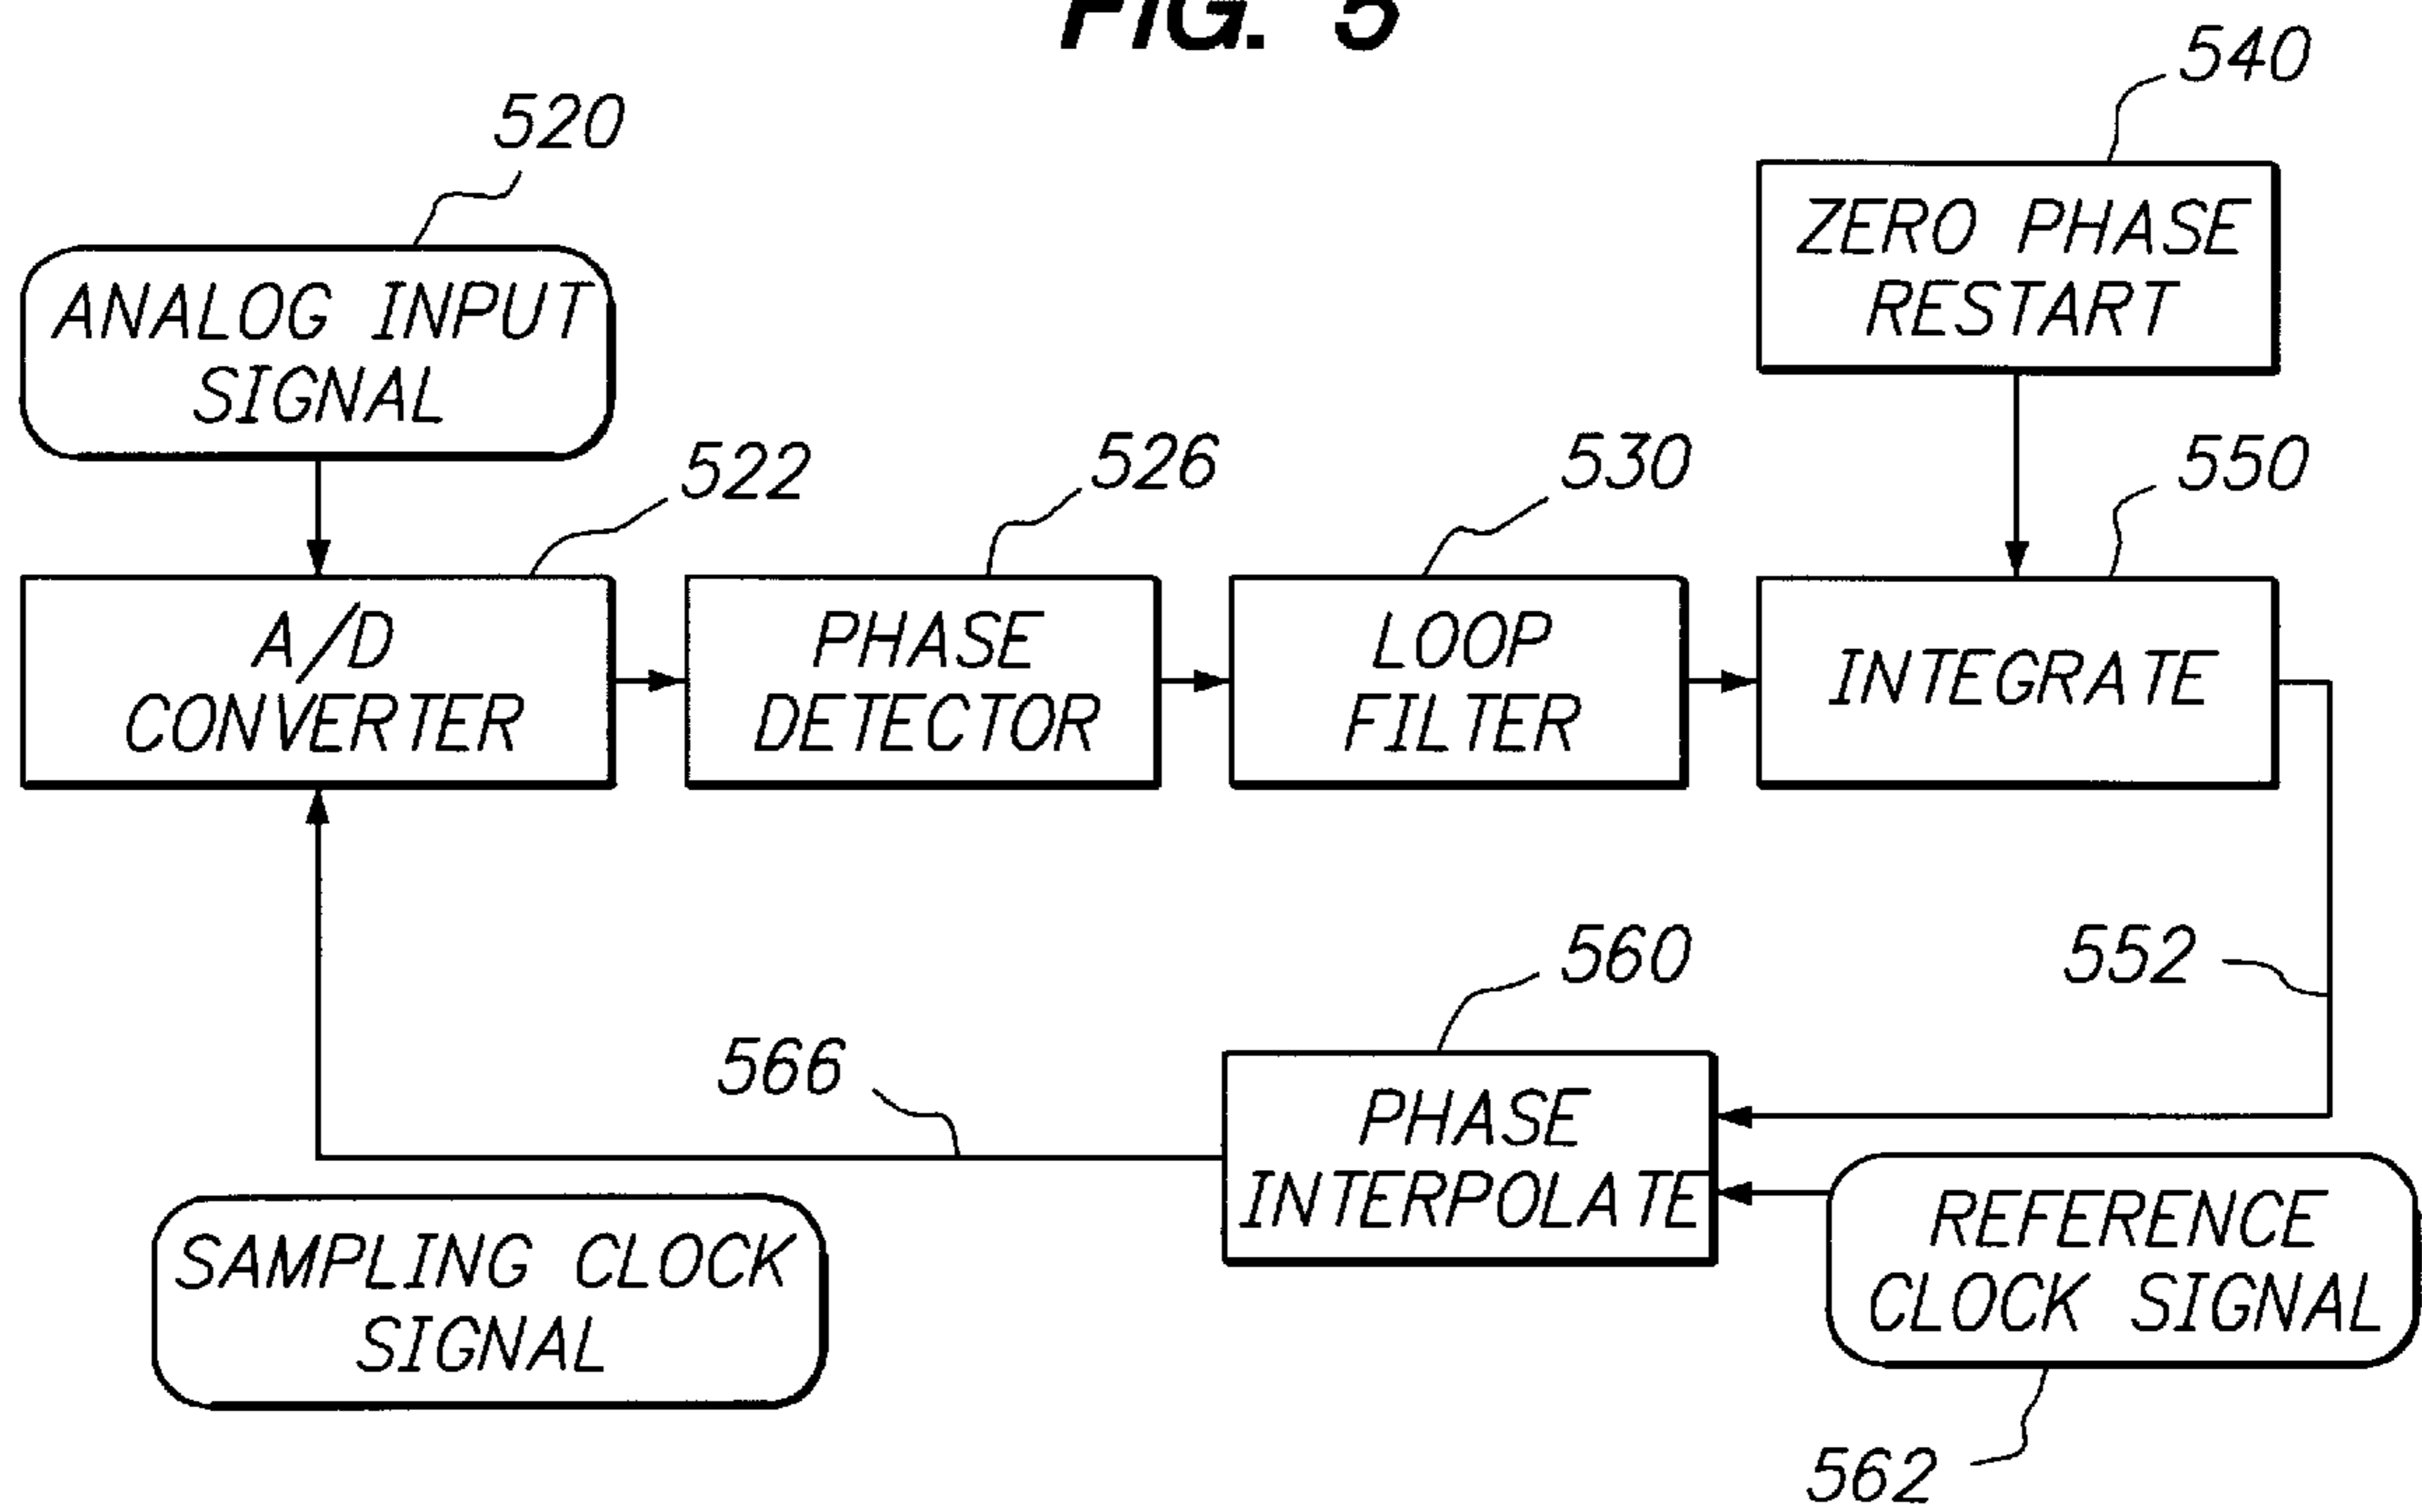 FIG. 5
540
520
ZERO PHASE
RESTART
ANALOG INPUT
SIGNAL
522
526
530
550
A/D
CONVERTER
PHASE
DETECTOR
LOOP
FILTER
INTEGRATE
552
560
566
PHASE
INTERPOLATE
REFERENCE
CLOCK SIGNAL
SAMPLING CLOCK
SIGNAL
562